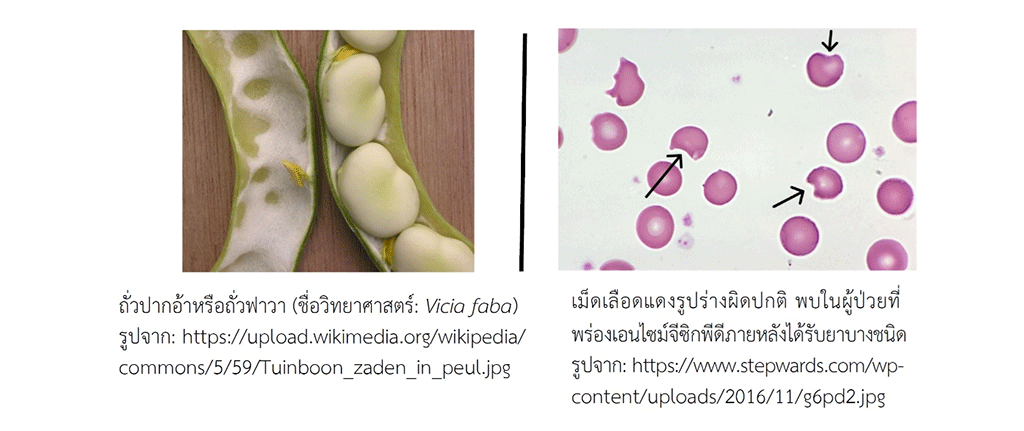 ถั่วปากอ้าหรือถั่วฟาวา (ชื่อวิทยาศาสตร์: Vicia faba)
รูปจาก: https://upload.wikimedia.org/wikipedia/
commons/5/59/Tuinboon_zaden_in_peul.jpg
เม็ดเลือดแดงรูปร่างผิดปกติ พบในผู้ป่วยที่
พร่องเอนไซม์จีซิกพีดีภายหลังได้รับยาบางชนิด
รูปจาก: https://www.stepwards.com/wp-
content/uploads/2016/11/g6pd2.jpg